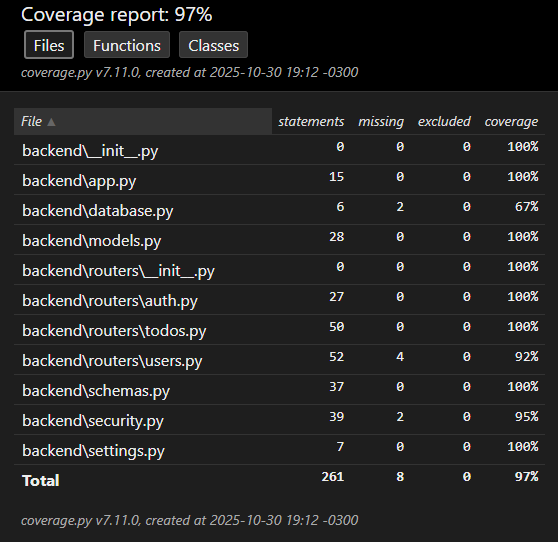 Coverage report: 97%
Files Functions Classes
coverage.py v7.11.0, created at 2025-10-30 19:12 -0300
File ▲ statements missing excluded coverage
backend\__init__.py 0 0 0 100%
backend\app.py 15 0 0 100%
backend\database.py 6 2 0 67%
backend\models.py 28 0 0 100%
backend\routers\__init__.py 0 0 0 100%
backend\routers\auth.py 27 0 0 100%
backend\routers\todos.py 50 0 0 100%
backend\routers\users.py 52 4 0 92%
backend\schemas.py 37 0 0 100%
backend\security.py 39 2 0 95%
backend\settings.py 7 0 0 100%
Total 261 8 0 97%
coverage.py v7.11.0, created at 2025-10-30 19:12 -0300